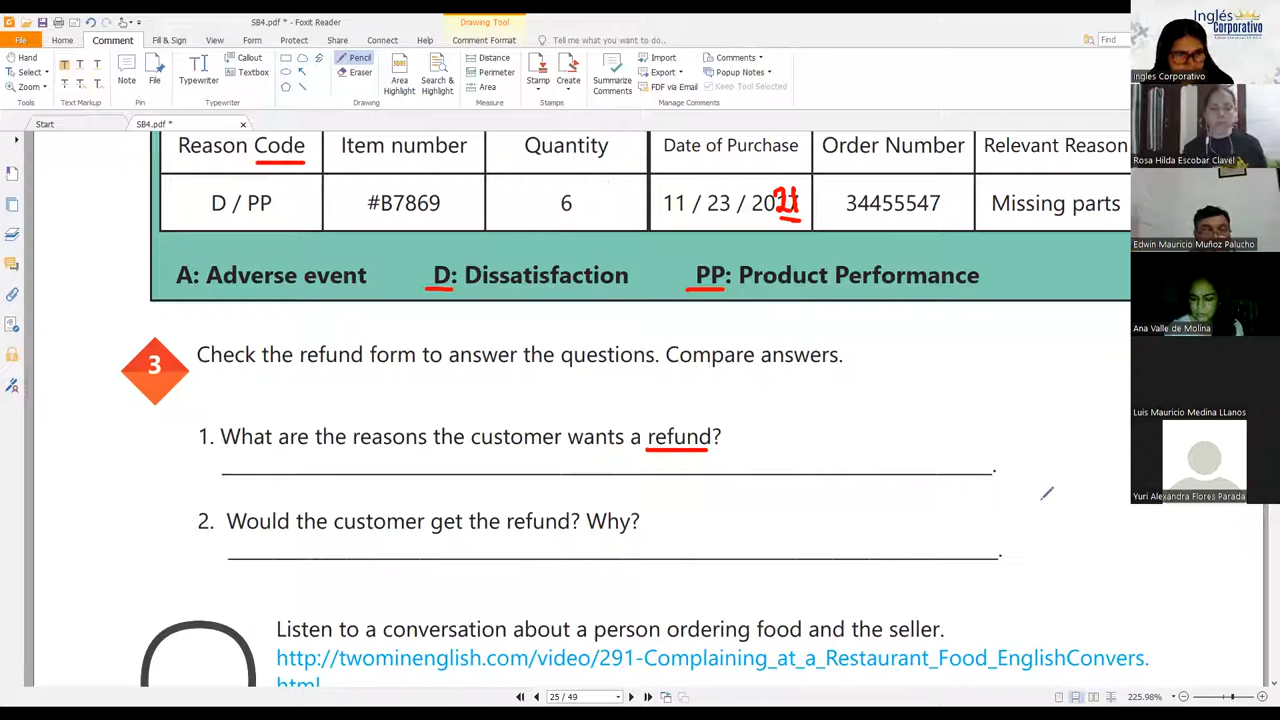 SB4.pdf * - Foxit Reader
Drawing Tool
File Home Comment Fill & Sign View Form Protect Share Connect Help Comment Format Tell me what you want to do.. Find
Hand
Select
Zoom
Tools
Text Markup
Note
File
Pin
Typewriter
Callout
Textbox
Typewriter
Pencil
Eraser
Drawing
Area Highlight
Search & Highlight
Distance
Perimeter
Area
Measure
Stamp
Create
Stamps
Summarize Comments
Import
Export
FDF via Email
Comments
Popup Notes
Keep Tool Selected
Manage Comments
Start
SB4.pdf *
Reason Code Item number Quantity Date of Purchase Order Number Relevant Reason
D / PP #B7869 6 11 / 23 / 2021 34455547 Missing parts
A: Adverse event D: Dissatisfaction PP: Product Performance
3 Check the refund form to answer the questions. Compare answers.
1. What are the reasons the customer wants a refund?
2. Would the customer get the refund? Why?
Listen to a conversation about a person ordering food and the seller.
http://twominenglish.com/video/291-Complaining_at_a_Restaurant_Food_EnglishConvers.
html
25 / 49
225.98%
Inglés
Corporativo
Ingles Corporativo
Rosa Hilda Escobar Clavel
Edwin Mauricio Muñoz Palucho
Ana Valle de Molina
Luis Mauricio Medina LLanos
Yuri Alexandra Flores Parada